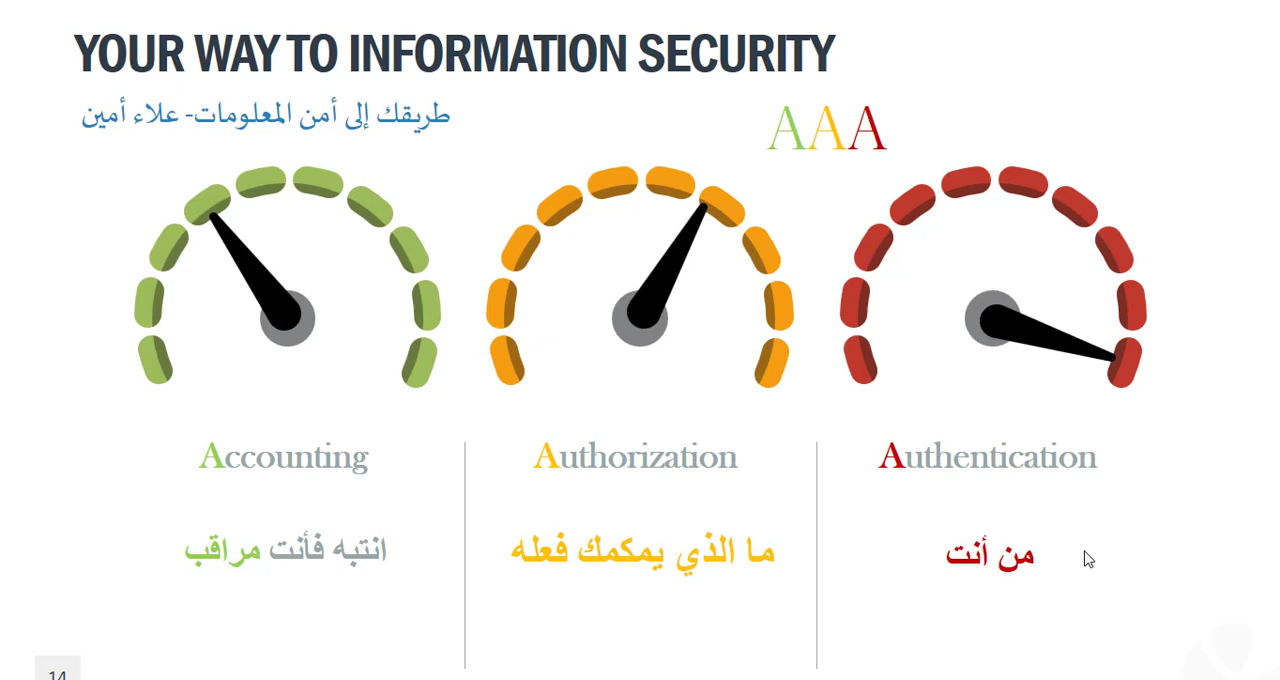 YOUR WAY TO INFORMATION SECURITY
طريقك إلى أمن المعلومات- علاء أمين
AAA
Accounting
Authorization
Authentication
انتبه فأنت مراقب
ما الذي يمكمك فعله
من أنت
14